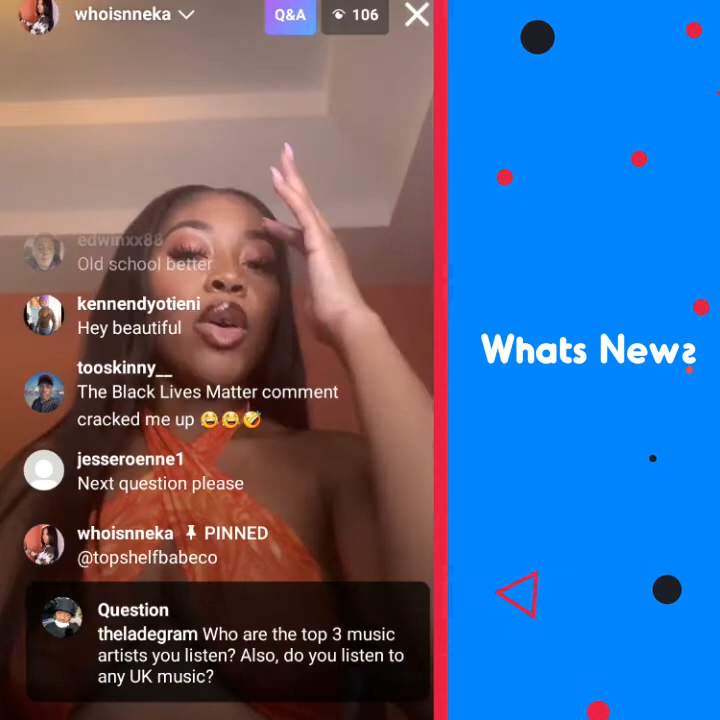 whoisnneka
Q&A
106
edwinxx88
Old school better
kennendyotieni
Hey beautiful
tooskinny__
The Black Lives Matter comment
cracked me up 😂😂🤣
jesseroenne1
Next question please
whoisnneka PINNED
@topshelfbabeco
Question
theladegram Who are the top 3 music
artists you listen? Also, do you listen to
any UK music?
Whats News